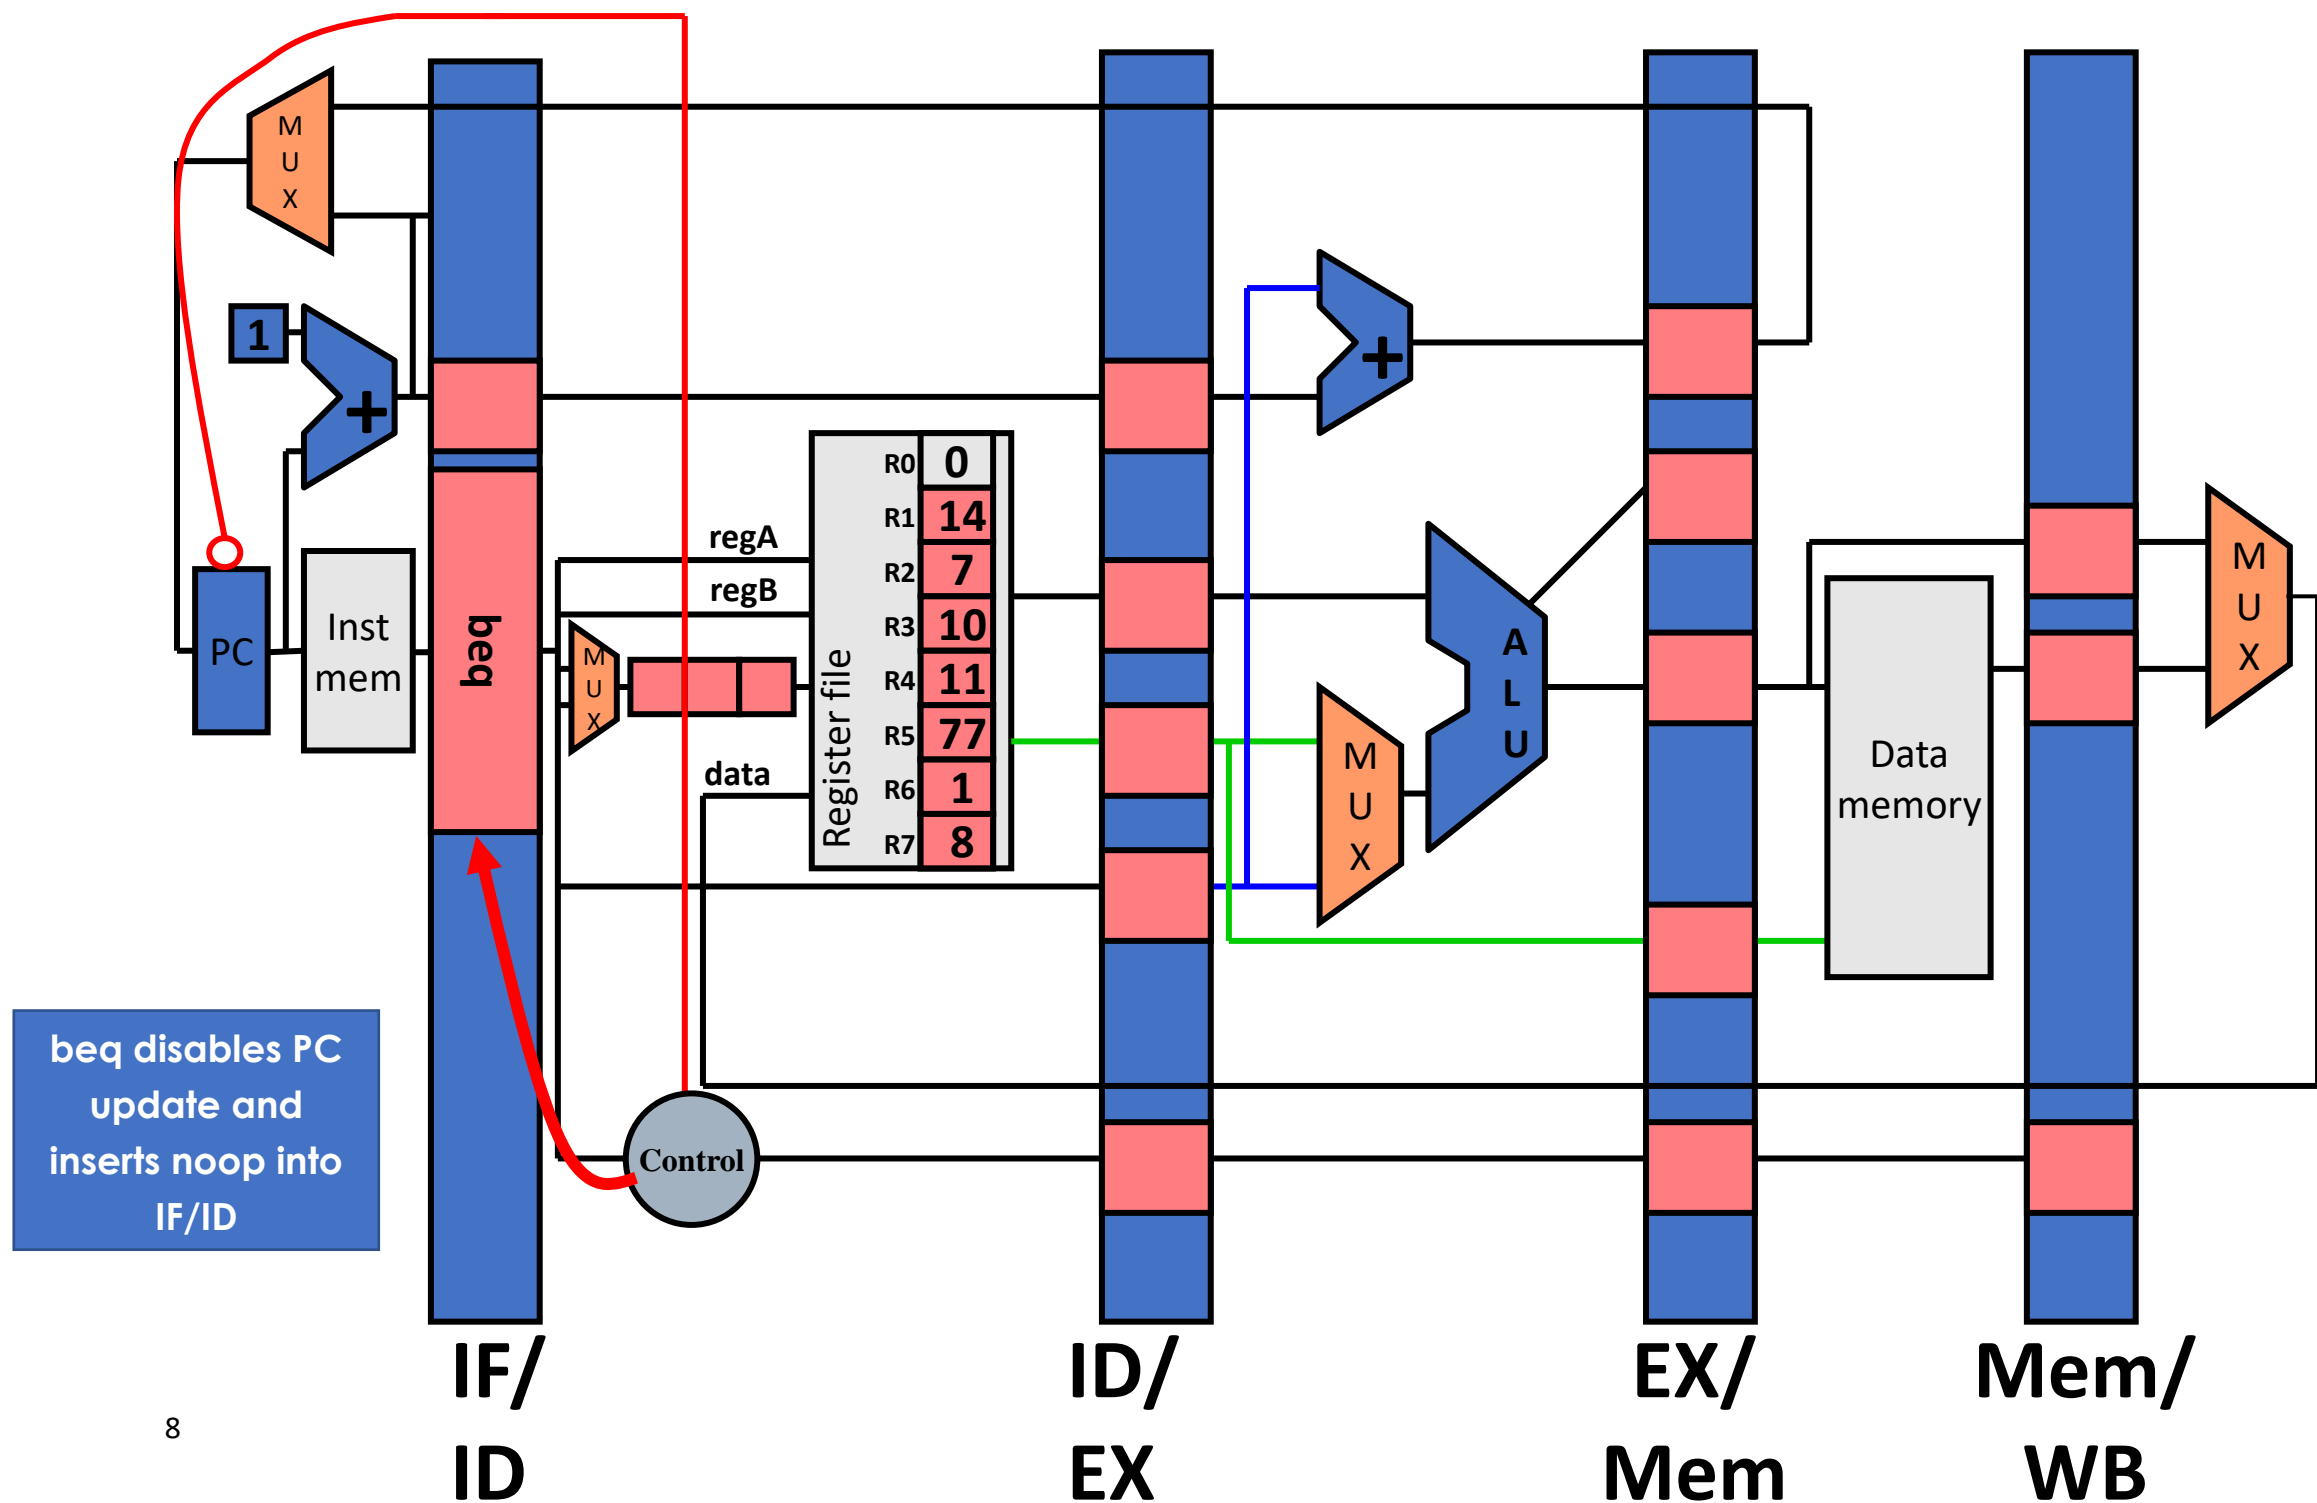 M
U
X
1
+
+
R0 0
R1 14
R2 7
R3 10
R4 11
R5 77
R6 1
R7 8
Register file
regA
regB
data
M
U
X
PC
Inst
mem
beq
M
U
X
A
L
U
Data
memory
M
U
X
Control
beq disables PC
update and
inserts noop into
IF/ID
IF/
ID
ID/
EX
EX/
Mem
Mem/
WB
8